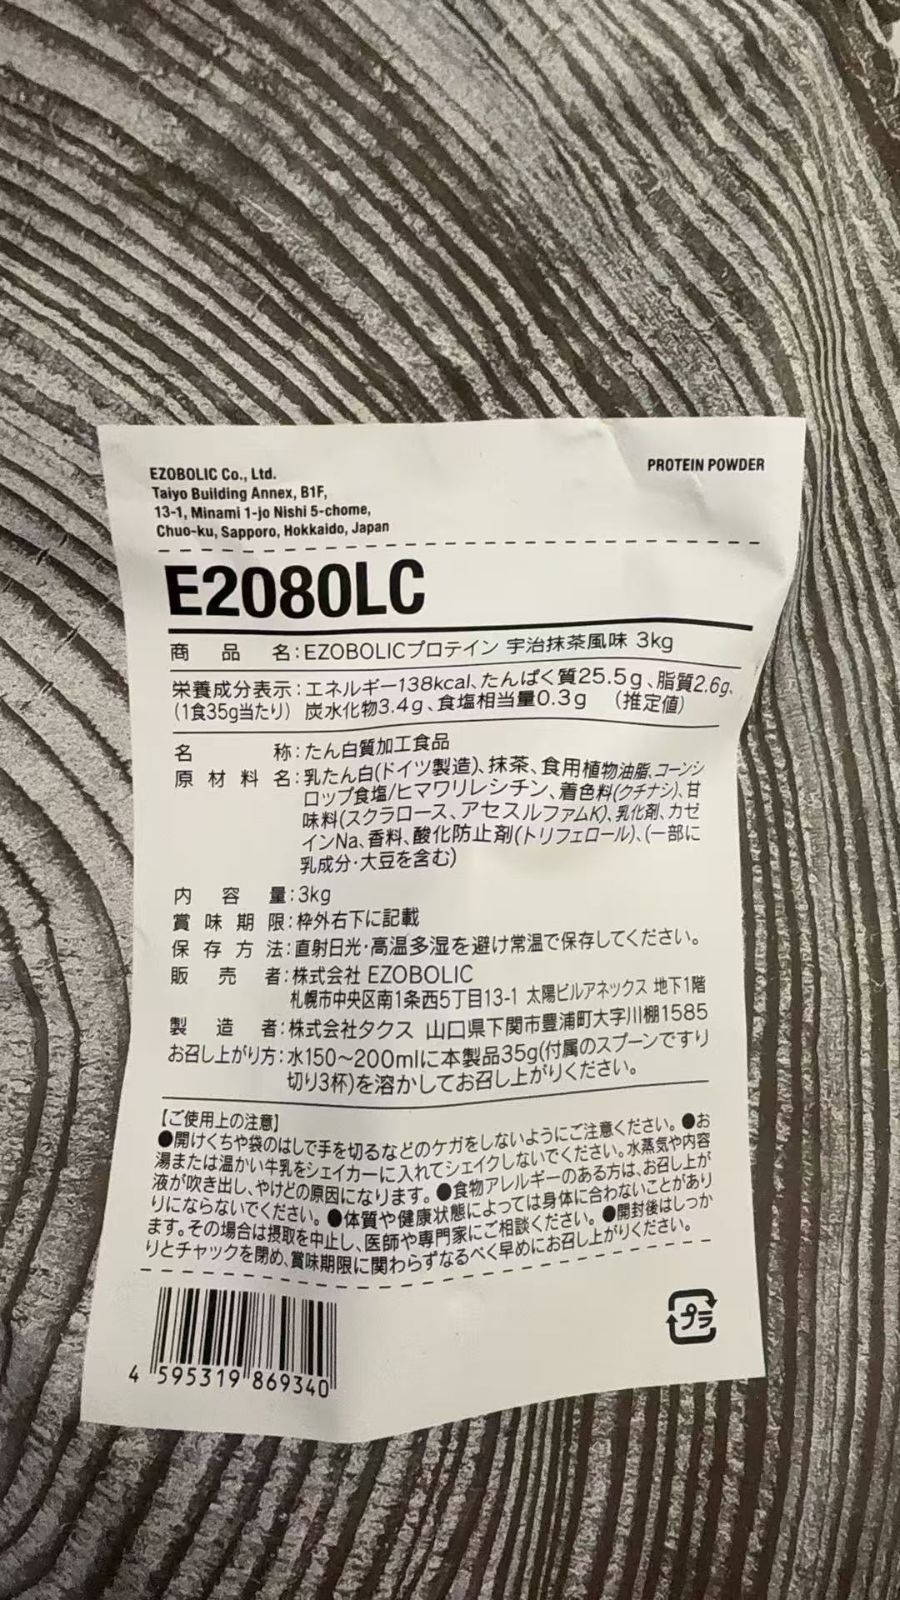 EZOBOLIC Co., Ltd.
Taiyo Building Annex, B1F,
13-1, Minami 1-jo Nishi 5-chome,
Chuo-ku, Sapporo, Hokkaido, Japan
PROTEIN POWDER
E2080LC
商品名:EZOBOLICプロテイン 宇治抹茶風味 3kg
栄養成分表示:エネルギー138kcal、たんぱく質25.5g、脂質2.6g、
(1食35g当たり) 炭水化物3.4g、食塩相当量0.3g (推定値)
名称:たん白質加工食品
原材料名:乳たん白(ドイツ製造)、抹茶、食用植物油脂、コーンシ
ロップ食塩/ヒマワリレシチン、着色料(クチナシ)、甘
味料(スクラロース、アセスルファムK)、乳化剤、カゼ
インNa、香料、酸化防止剤(トリフェロール)、(一部に
乳成分・大豆を含む)
内容量:3kg
賞味期限:枠外右下に記載
保存方法:直射日光・高温多湿を避け常温で保存してください。
販売者:株式会社 EZOBOLIC
札幌市中央区南1条西5丁目13-1 太陽ビルアネックス 地下1階
製造者:株式会社タクス 山口県下関市豊浦町大字川棚1585
お召し上がり方:水150～200mlに本製品35g(付属のスプーンですり
切り3杯)を溶かしてお召し上がりください。
【ご使用上の注意】
●開けくちや袋のはしで手を切るなどのケガをしないようにご注意ください。●お
湯または温かい牛乳をシェイカーに入れてシェイクしないでください。水蒸気や内容
液が吹き出し、やけどの原因になります。●食物アレルギーのある方は、お召し上が
りにならないでください。●体質や健康状態によっては身体に合わないことがあり
ます。その場合は摂取を中止し、医師や専門家にご相談ください。●開封後はしっか
りとチャックを閉め、賞味期限に関わらずなるべく早めにお召し上がりください。
4 595319 869340
プラ